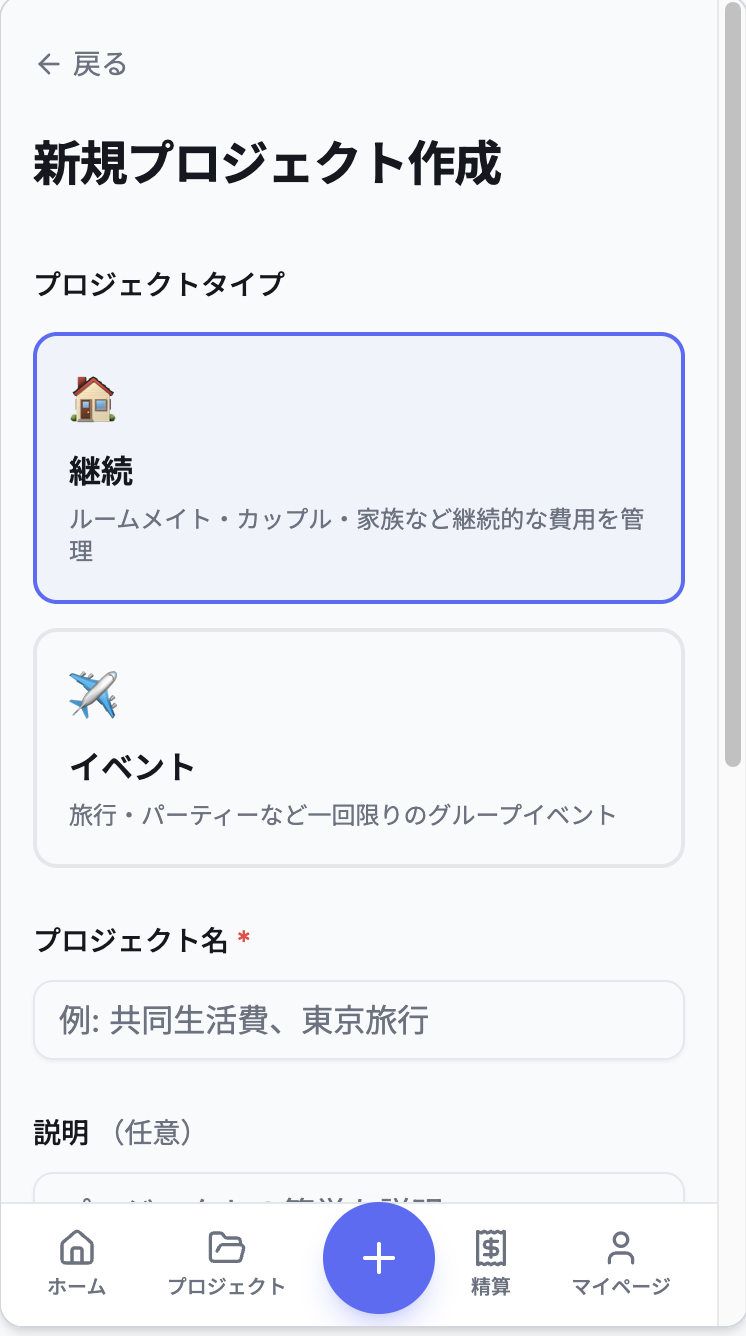 ← 戻る
新規プロジェクト作成
プロジェクトタイプ
継続
ルームメイト・カップル・家族など継続的な費用を管
理
イベント
旅行・パーティーなど一回限りのグループイベント
プロジェクト名 *
例: 共同生活費、東京旅行
説明 （任意）
ホーム
プロジェクト
精算
マイページ